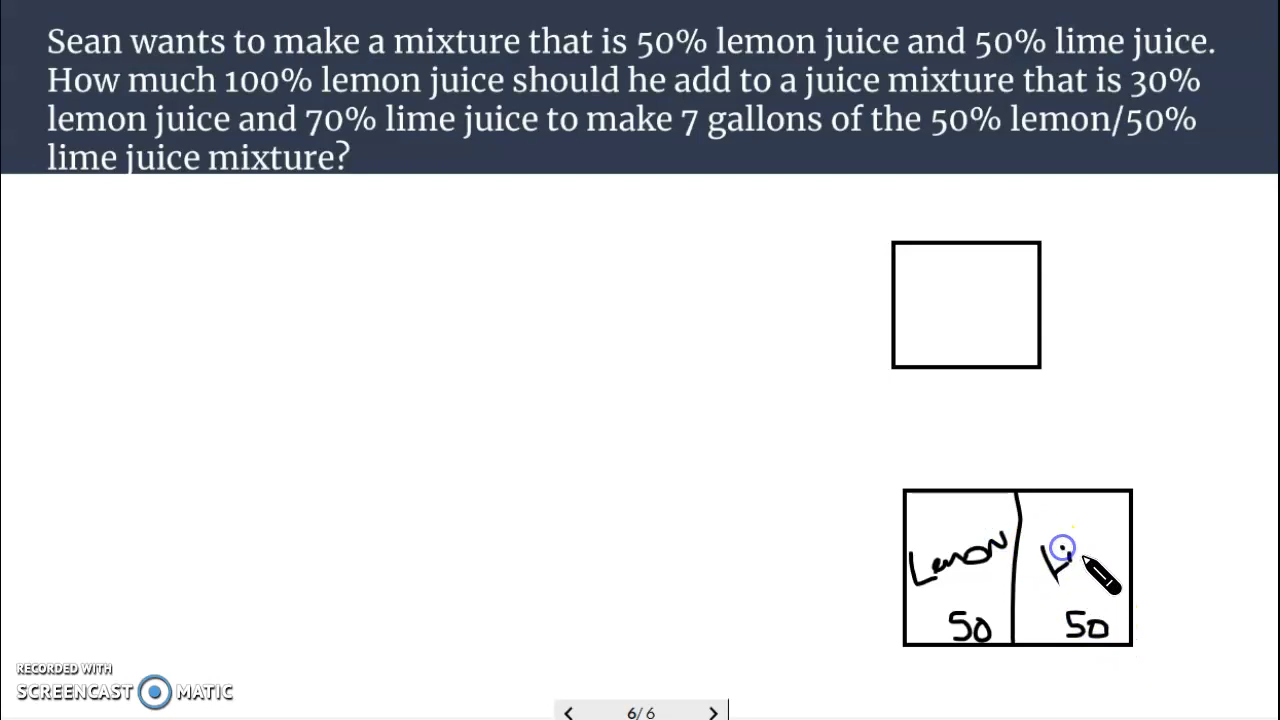 Sean wants to make a mixture that is 50% lemon juice and 50% lime juice.
How much 100% lemon juice should he add to a juice mixture that is 30%
lemon juice and 70% lime juice to make 7 gallons of the 50% lemon/50%
lime juice mixture?
Lemon Li
50 50
RECORDED WITH
SCREENCAST MATIC
6/6